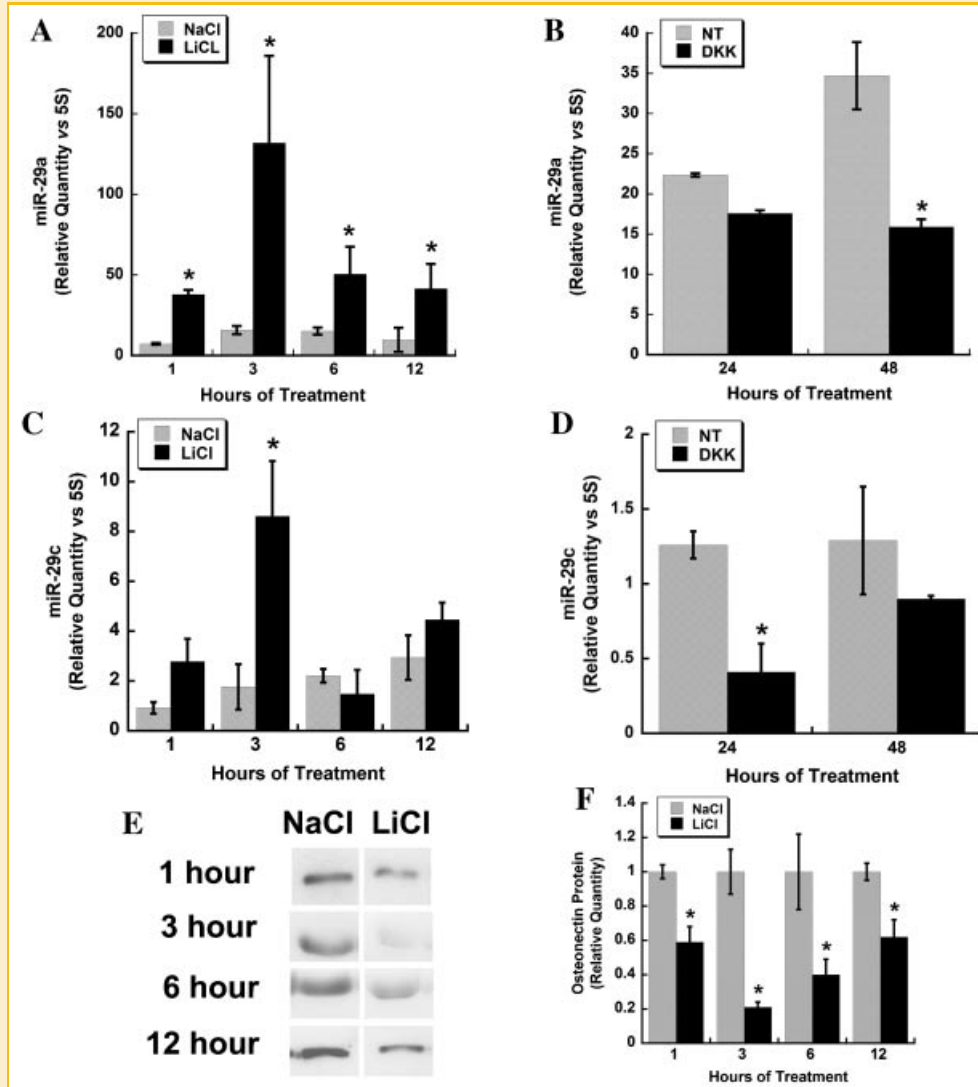 A
NaCl
LiCL
miR-29a
(Relative Quantity vs 5S)
200
150
100
50
0
*
*
*
*
1 3 6 12
Hours of Treatment
B
NT
DKK
miR-29a
(Relative Quantity vs 5S)
40
35
30
25
20
15
10
5
0
*
24 48
Hours of Treatment
C
NaCl
LiCl
miR-29c
(Relative Quantity vs 5S)
12
10
8
6
4
2
0
*
1 3 6 12
Hours of Treatment
D
NT
DKK
miR-29c
(Relative Quantity vs 5S)
2
1.5
1
0.5
0
*
24 48
Hours of Treatment
E
NaCl LiCl
1 hour
3 hour
6 hour
12 hour
F
NaCl
LiCl
Osteonectin Protein
(Relative Quantity)
1.4
1.2
1
0.8
0.6
0.4
0.2
0
*
*
*
*
1 3 6 12
Hours of Treatment